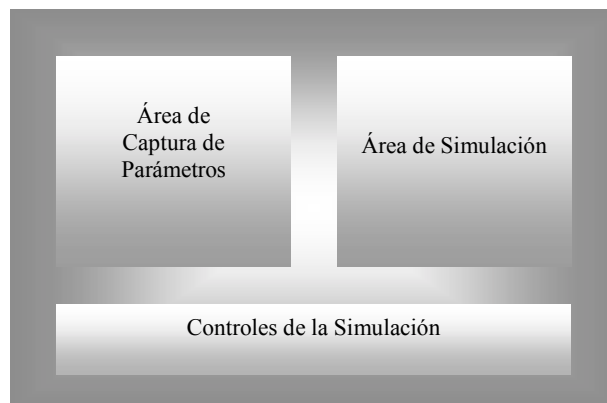 Área de
Captura de
Parámetros
Área de Simulación
Controles de la Simulación